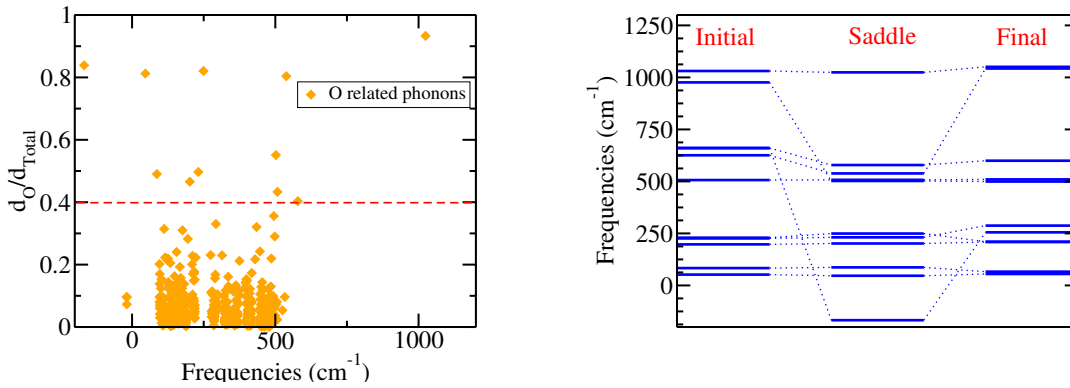 1
0.8
0.6
0.4
0.2
0
d_O/d_Total
0
500
1000
Frequencies (cm^-1)
O related phonons
1250
1000
750
500
250
0
Frequencies (cm^-1)
Initial
Saddle
Final